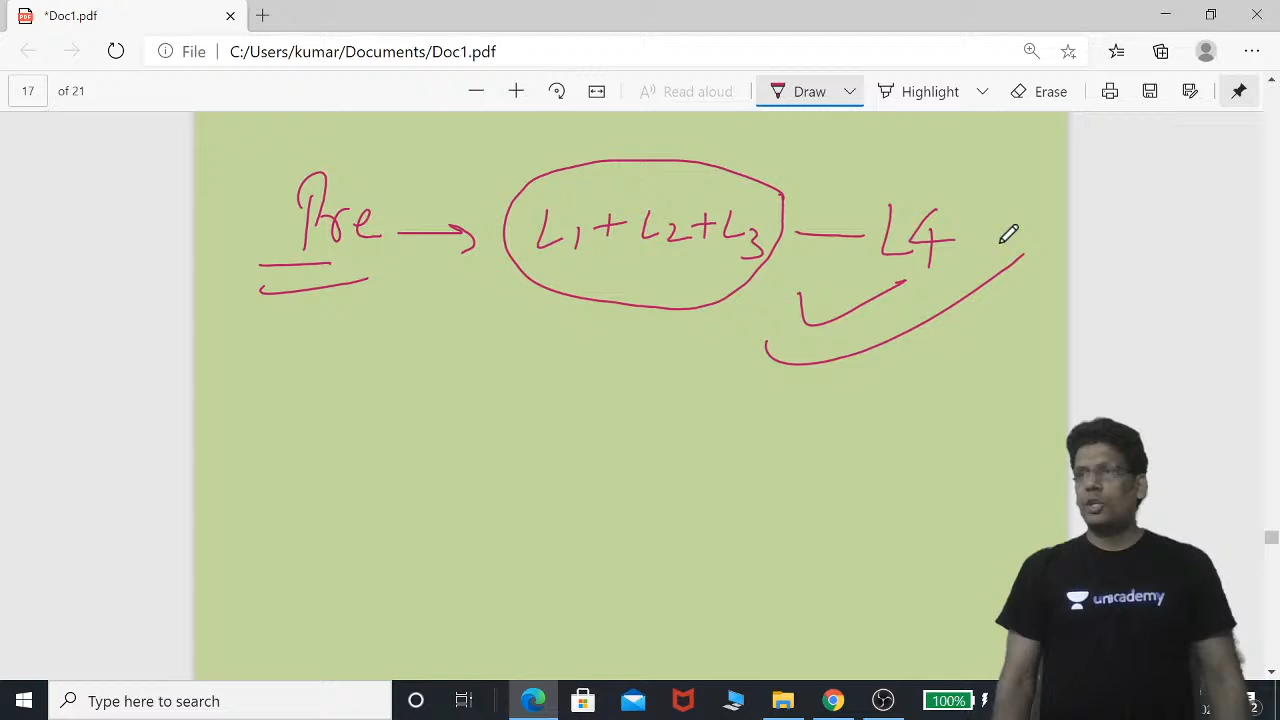 *Doc1.pdf
File C:/Users/kumar/Documents/Doc1.pdf
17 of 21 Read aloud Draw Highlight Erase
Pre → L1 + L2 + L3 — L4
unacademy
Type here to search 100%